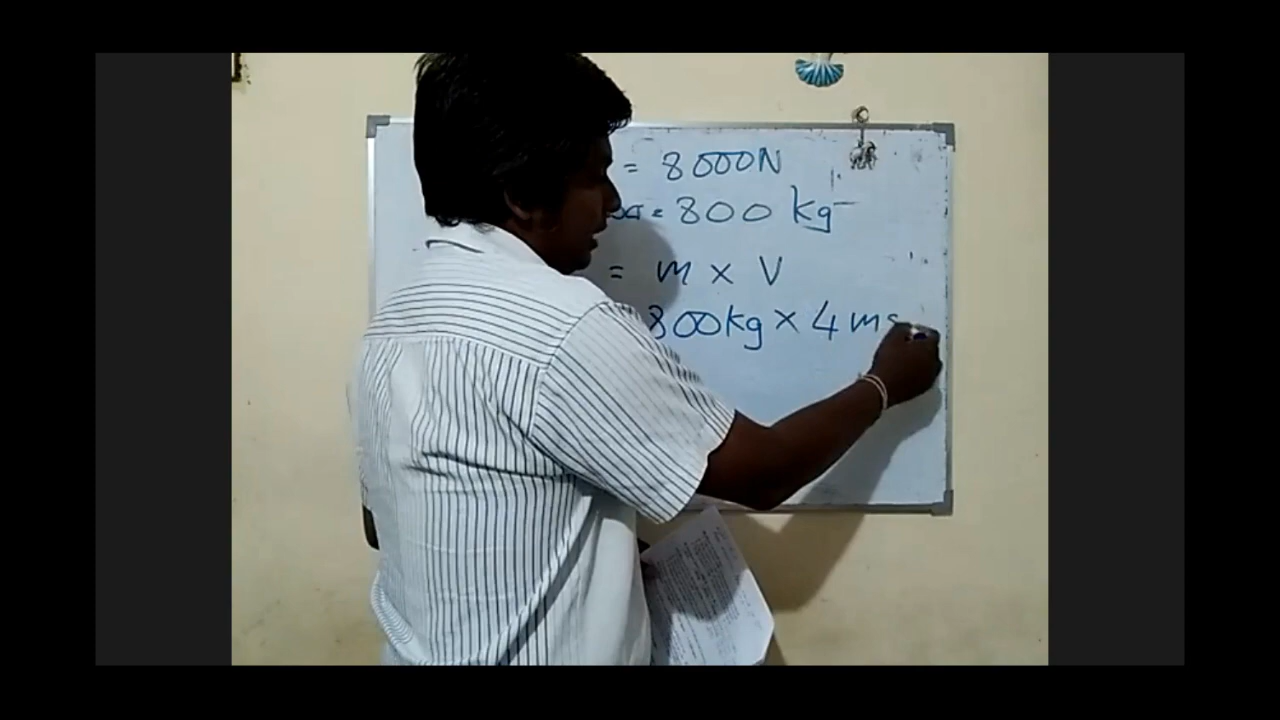 = 8000N
= 800 kg
= m × V
800kg × 4 ms